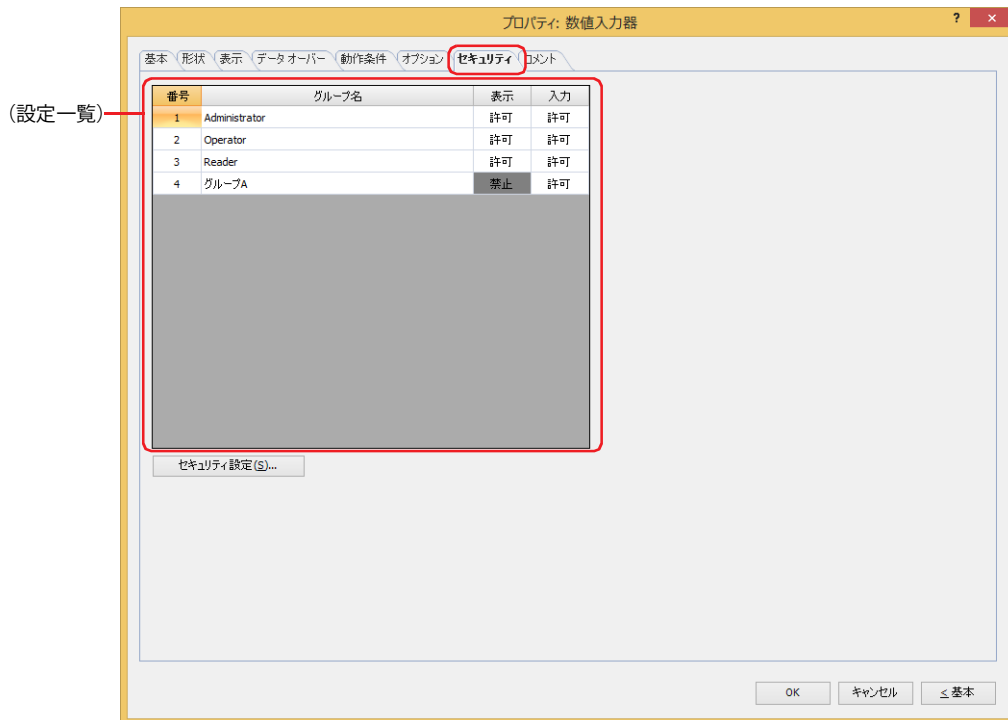 プロパティ: 数値入力器
?
×
基本 形状 表示 データオーバー 動作条件 オプション セキュリティ コメント
(設定一覧)
番号 グループ名 表示 入力
1 Administrator 許可 許可
2 Operator 許可 許可
3 Reader 許可 許可
4 グループA 禁止 許可
セキュリティ設定(S)...
OK キャンセル <基本